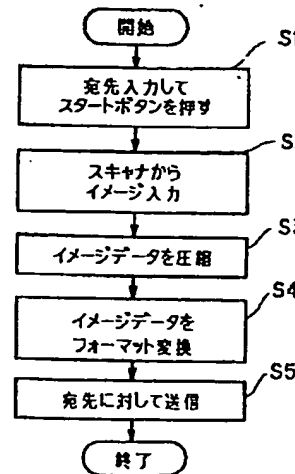 開始
S1
宛先入力して
スタートボタンを押す
S
スキャナから
イメージ入力
S3
イメージデータを圧縮
S4
イメージデータを
フォーマット変換
S5
宛先に対して送信
終了